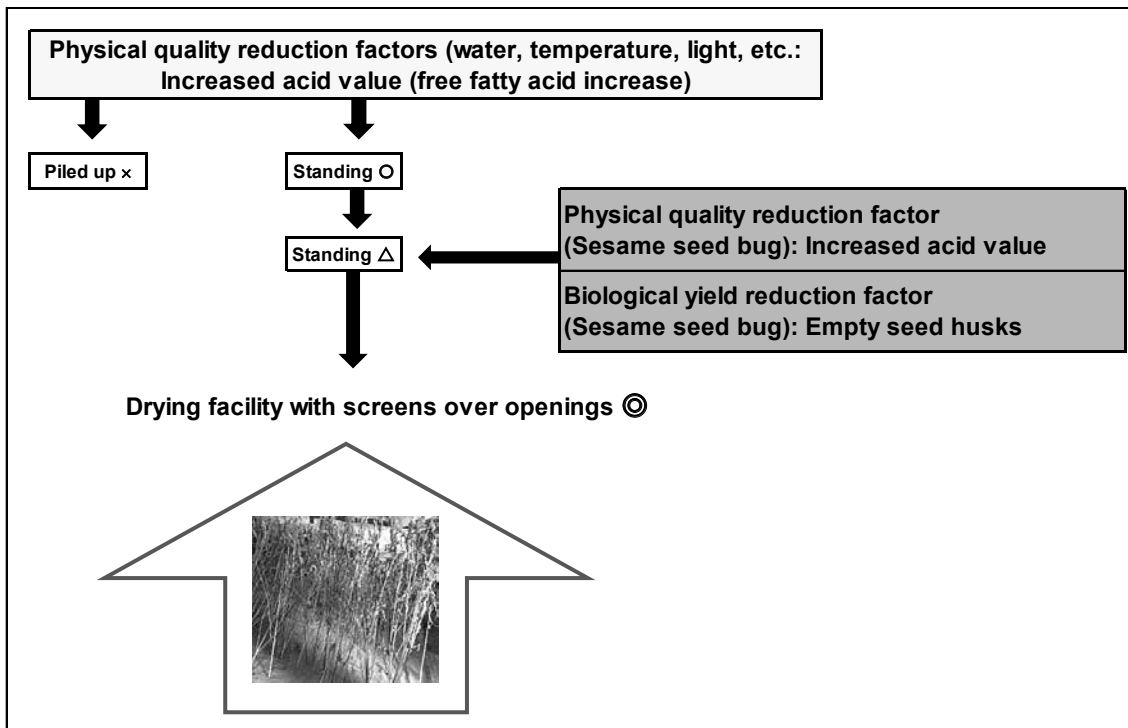 Physical quality reduction factors (water, temperature, light, etc.:
Increased acid value (free fatty acid increase)
Piled up ×
Standing ○
Standing △
Physical quality reduction factor
(Sesame seed bug): Increased acid value
Biological yield reduction factor
(Sesame seed bug): Empty seed husks
Drying facility with screens over openings ◎